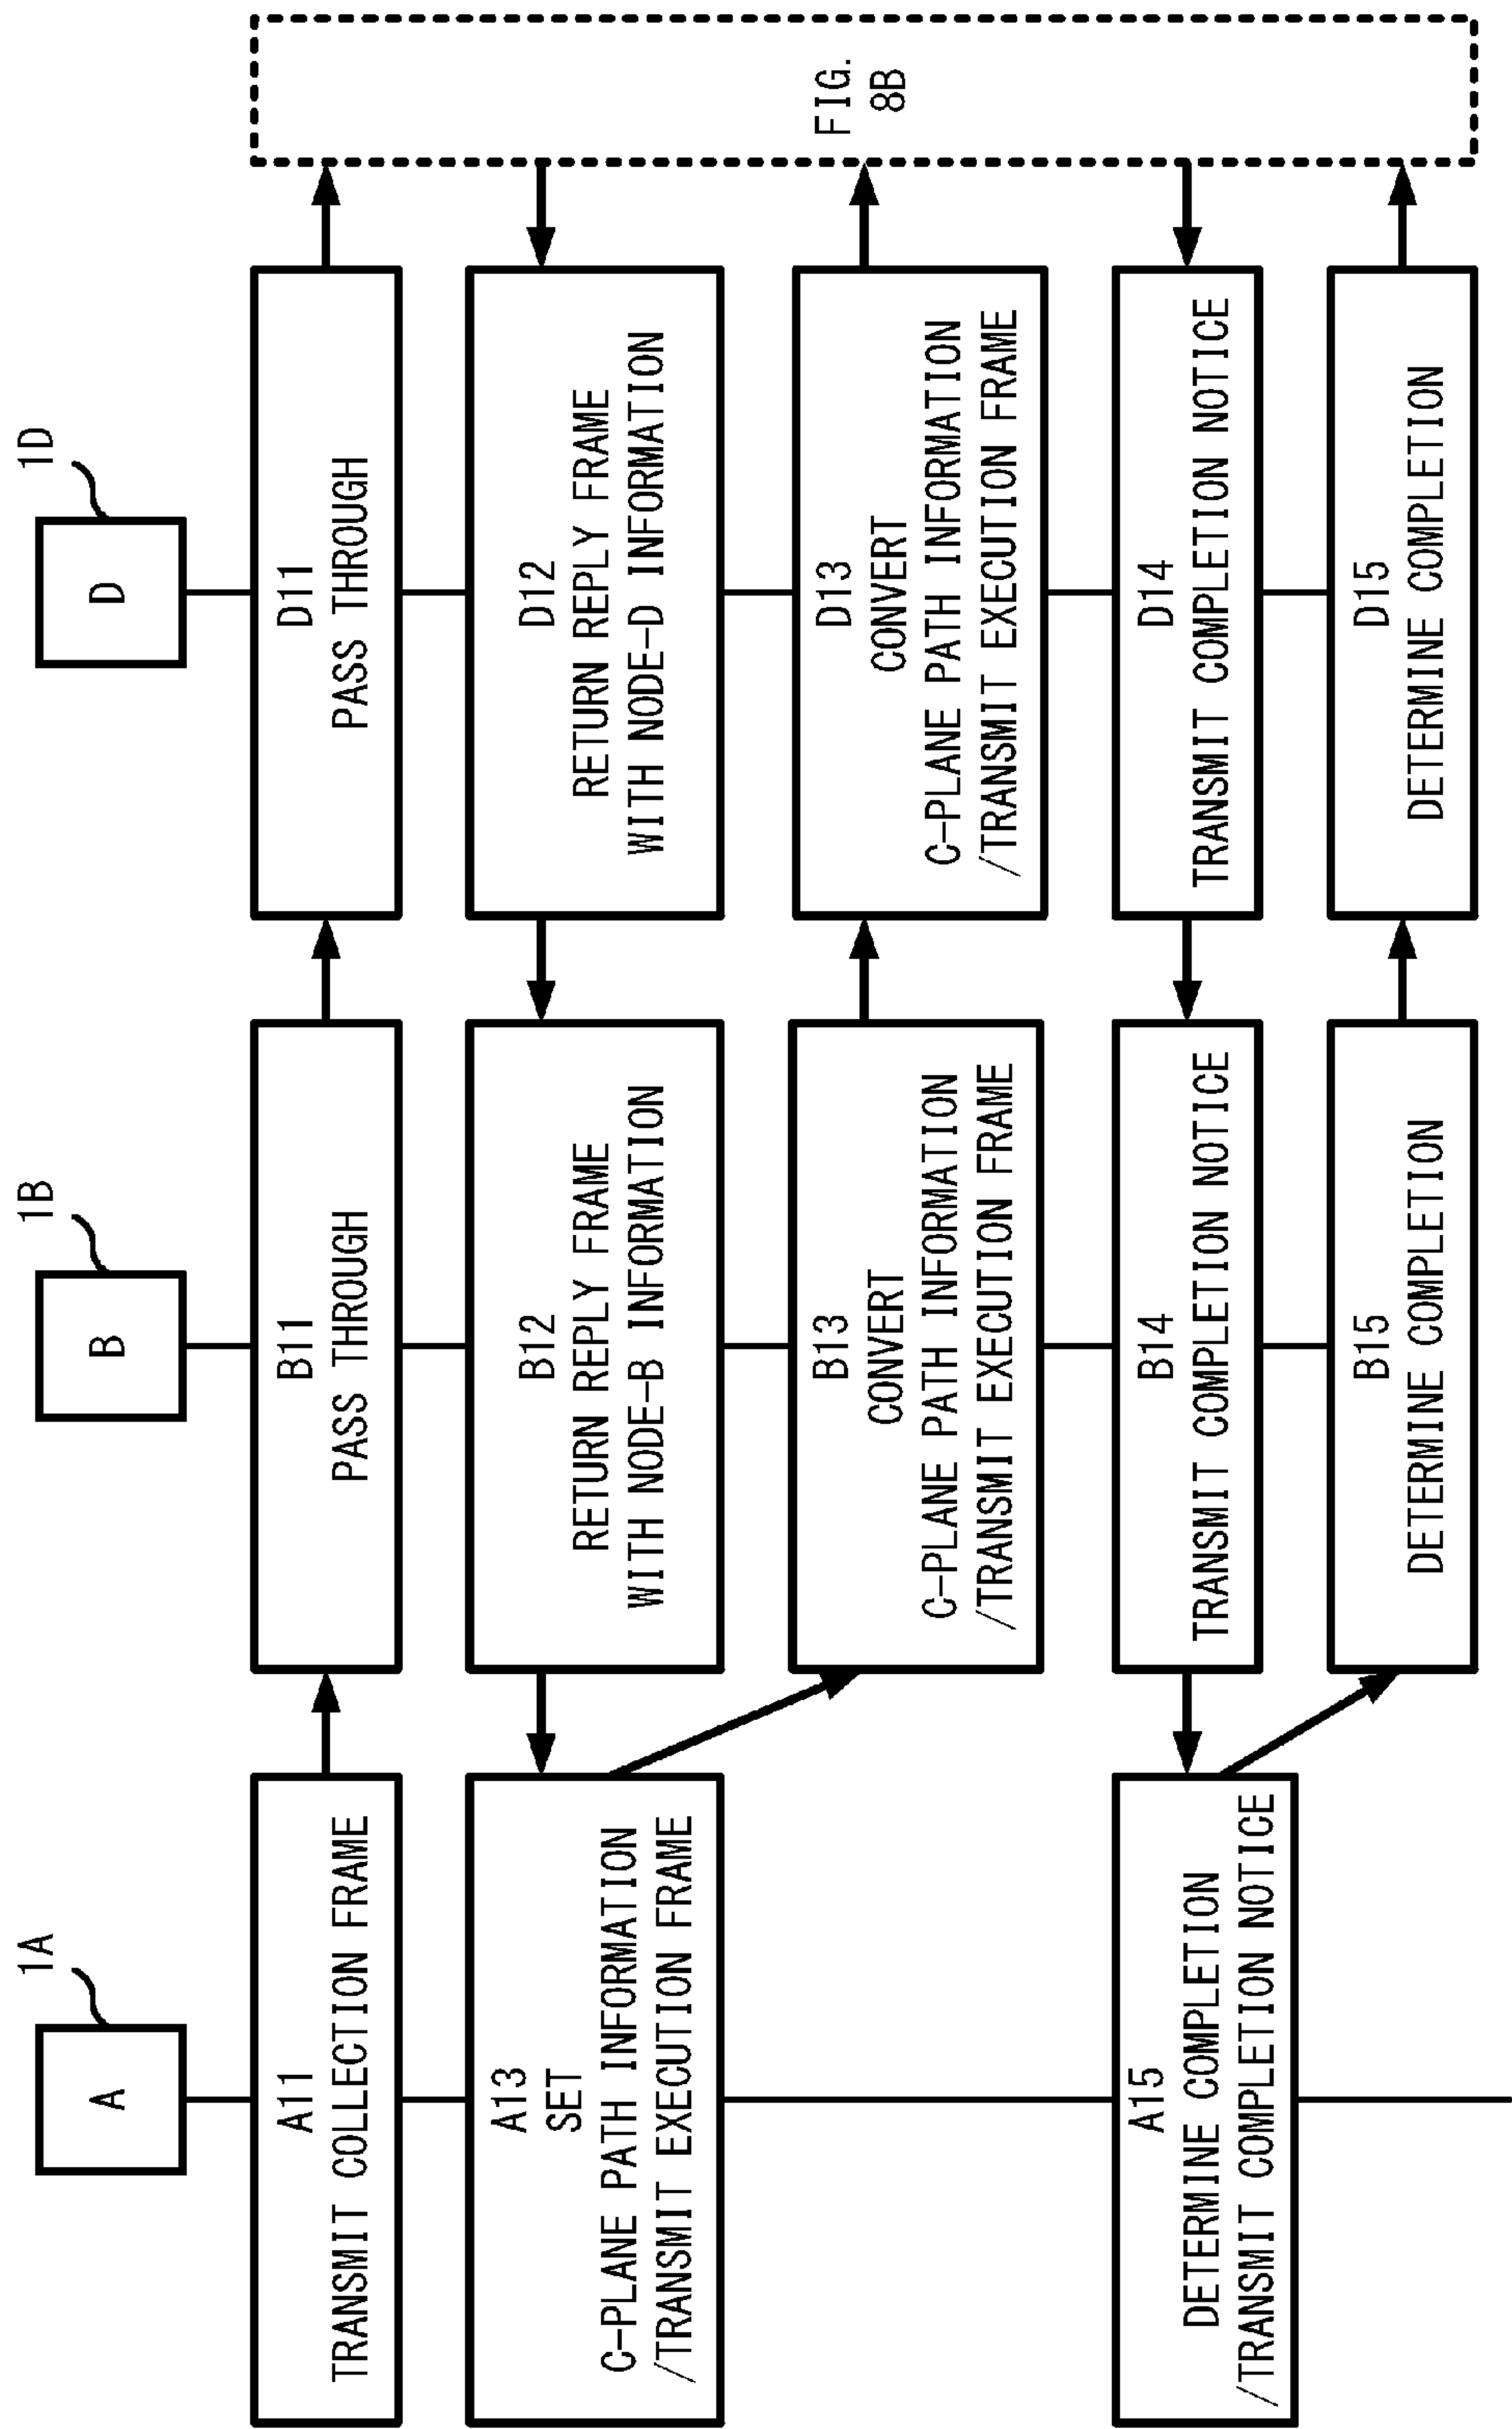 1A
A
A11
TRANSMIT COLLECTION FRAME
A13
SET
C-PLANE PATH INFORMATION
/TRANSMIT EXECUTION FRAME
A15
DETERMINE COMPLETION
/TRANSMIT COMPLETION NOTICE
1B
B
B11
PASS THROUGH
B12
RETURN REPLY FRAME
WITH NODE-B INFORMATION
B13
CONVERT
C-PLANE PATH INFORMATION
/TRANSMIT EXECUTION FRAME
B14
TRANSMIT COMPLETION NOTICE
B15
DETERMINE COMPLETION
1D
D
D11
PASS THROUGH
D12
RETURN REPLY FRAME
WITH NODE-D INFORMATION
D13
CONVERT
C-PLANE PATH INFORMATION
/TRANSMIT EXECUTION FRAME
D14
TRANSMIT COMPLETION NOTICE
D15
DETERMINE COMPLETION
FIG.
8B